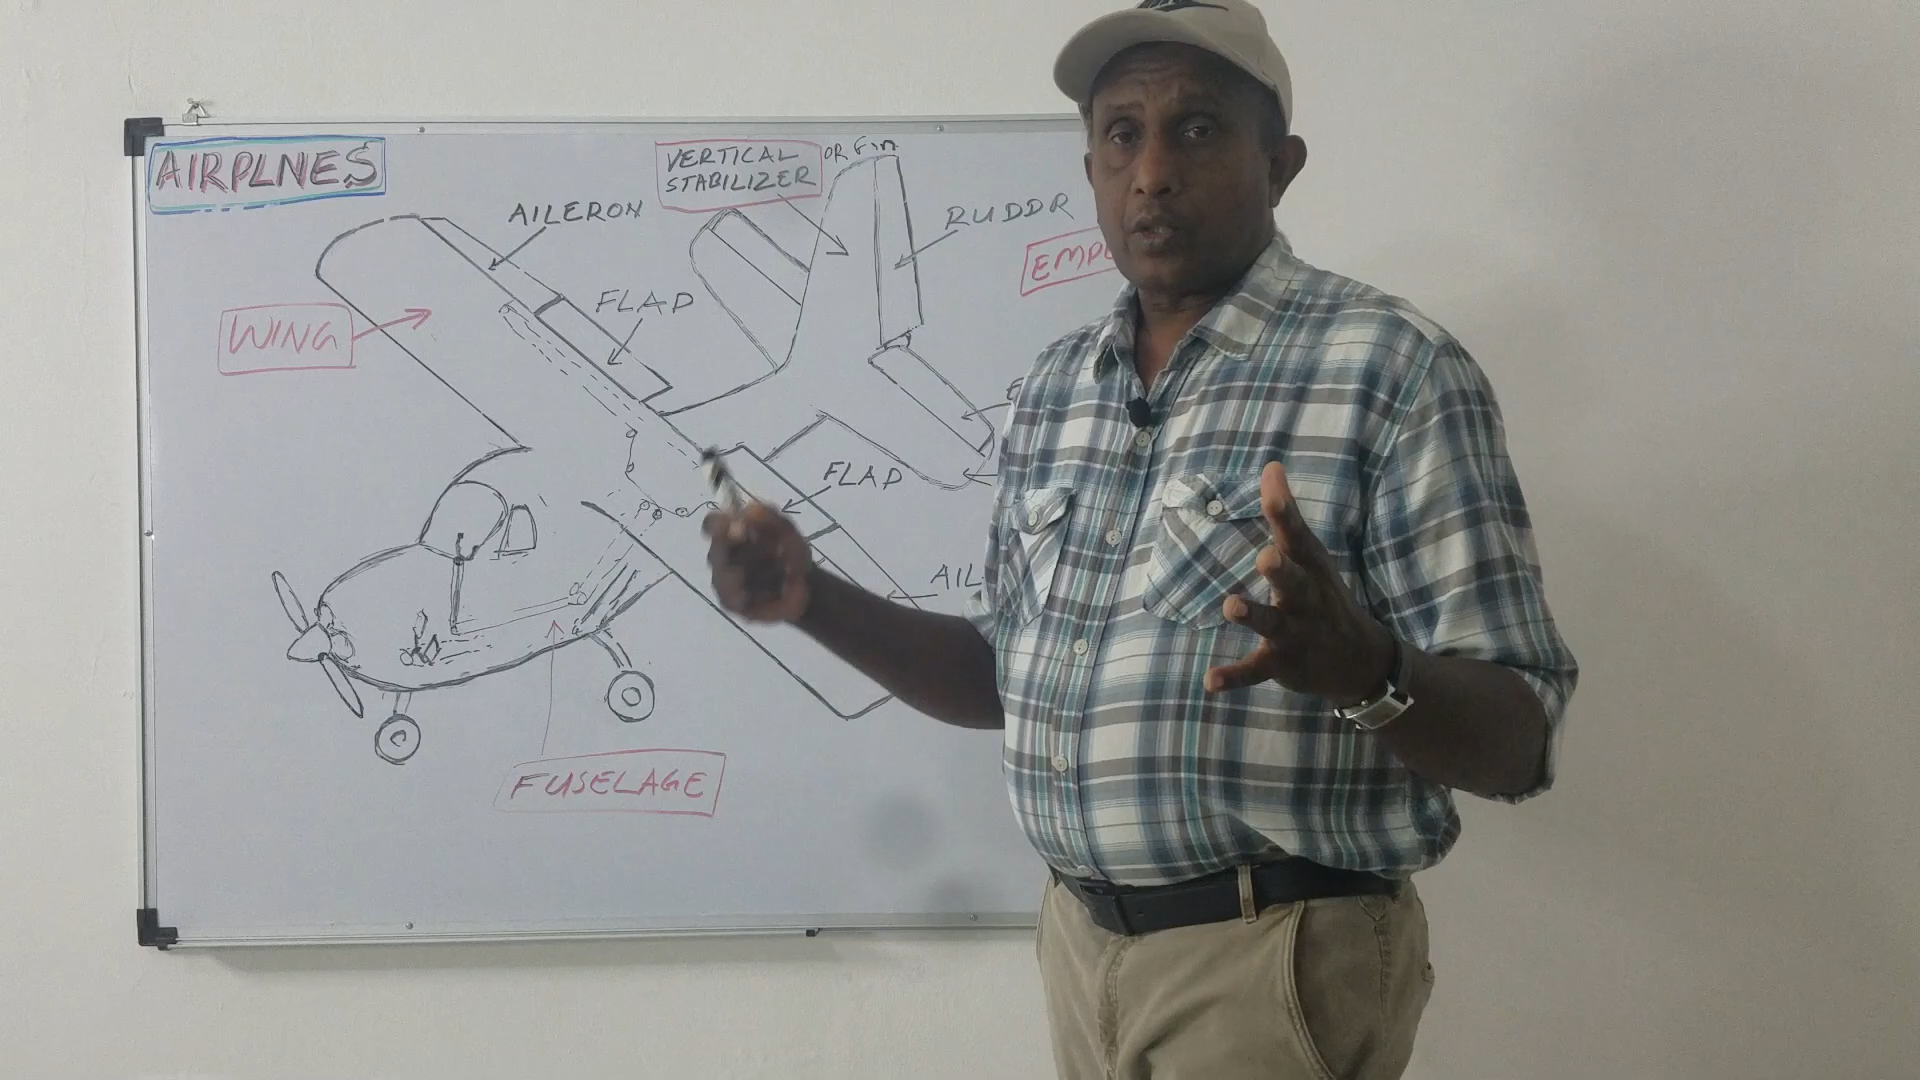 AIRPLNES
VERTICAL OR Fin
STABILIZER
AILERON
RUDDR
FLAP
WING
FLAP
FUSELAGE